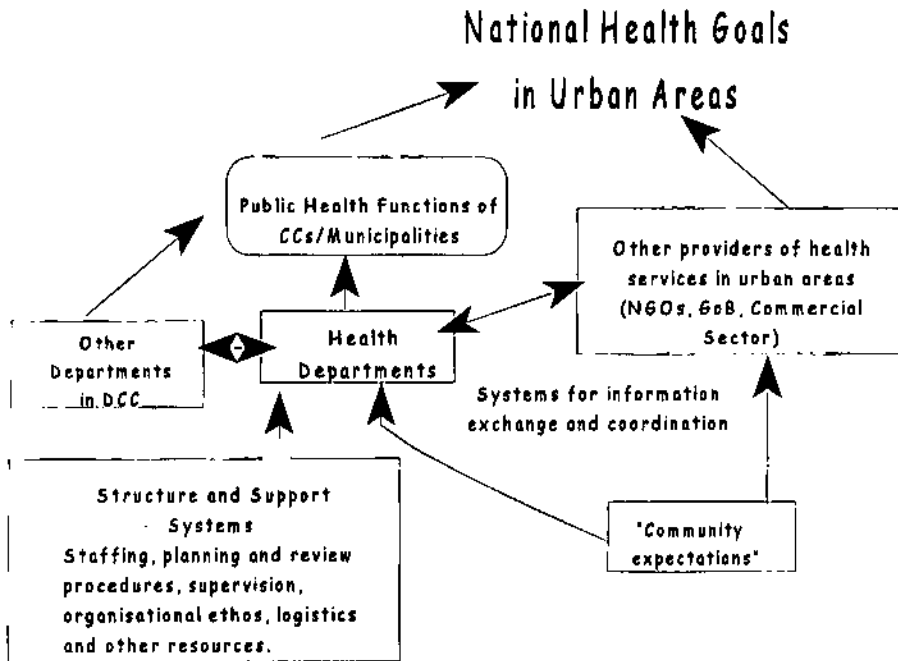 National Health Goals
in Urban Areas
Public Health Functions of
CCs/Municipalities
Other providers of health
services in urban areas
(NGOs, GoB, Commercial
Sector)
Other
Departments
in DCC
Health
Departments
Systems for information
exchange and coordination
Structure and Support
Systems
Staffing, planning and review
procedures, supervision,
organisational ethos, logistics
and other resources.
"Community
expectations"